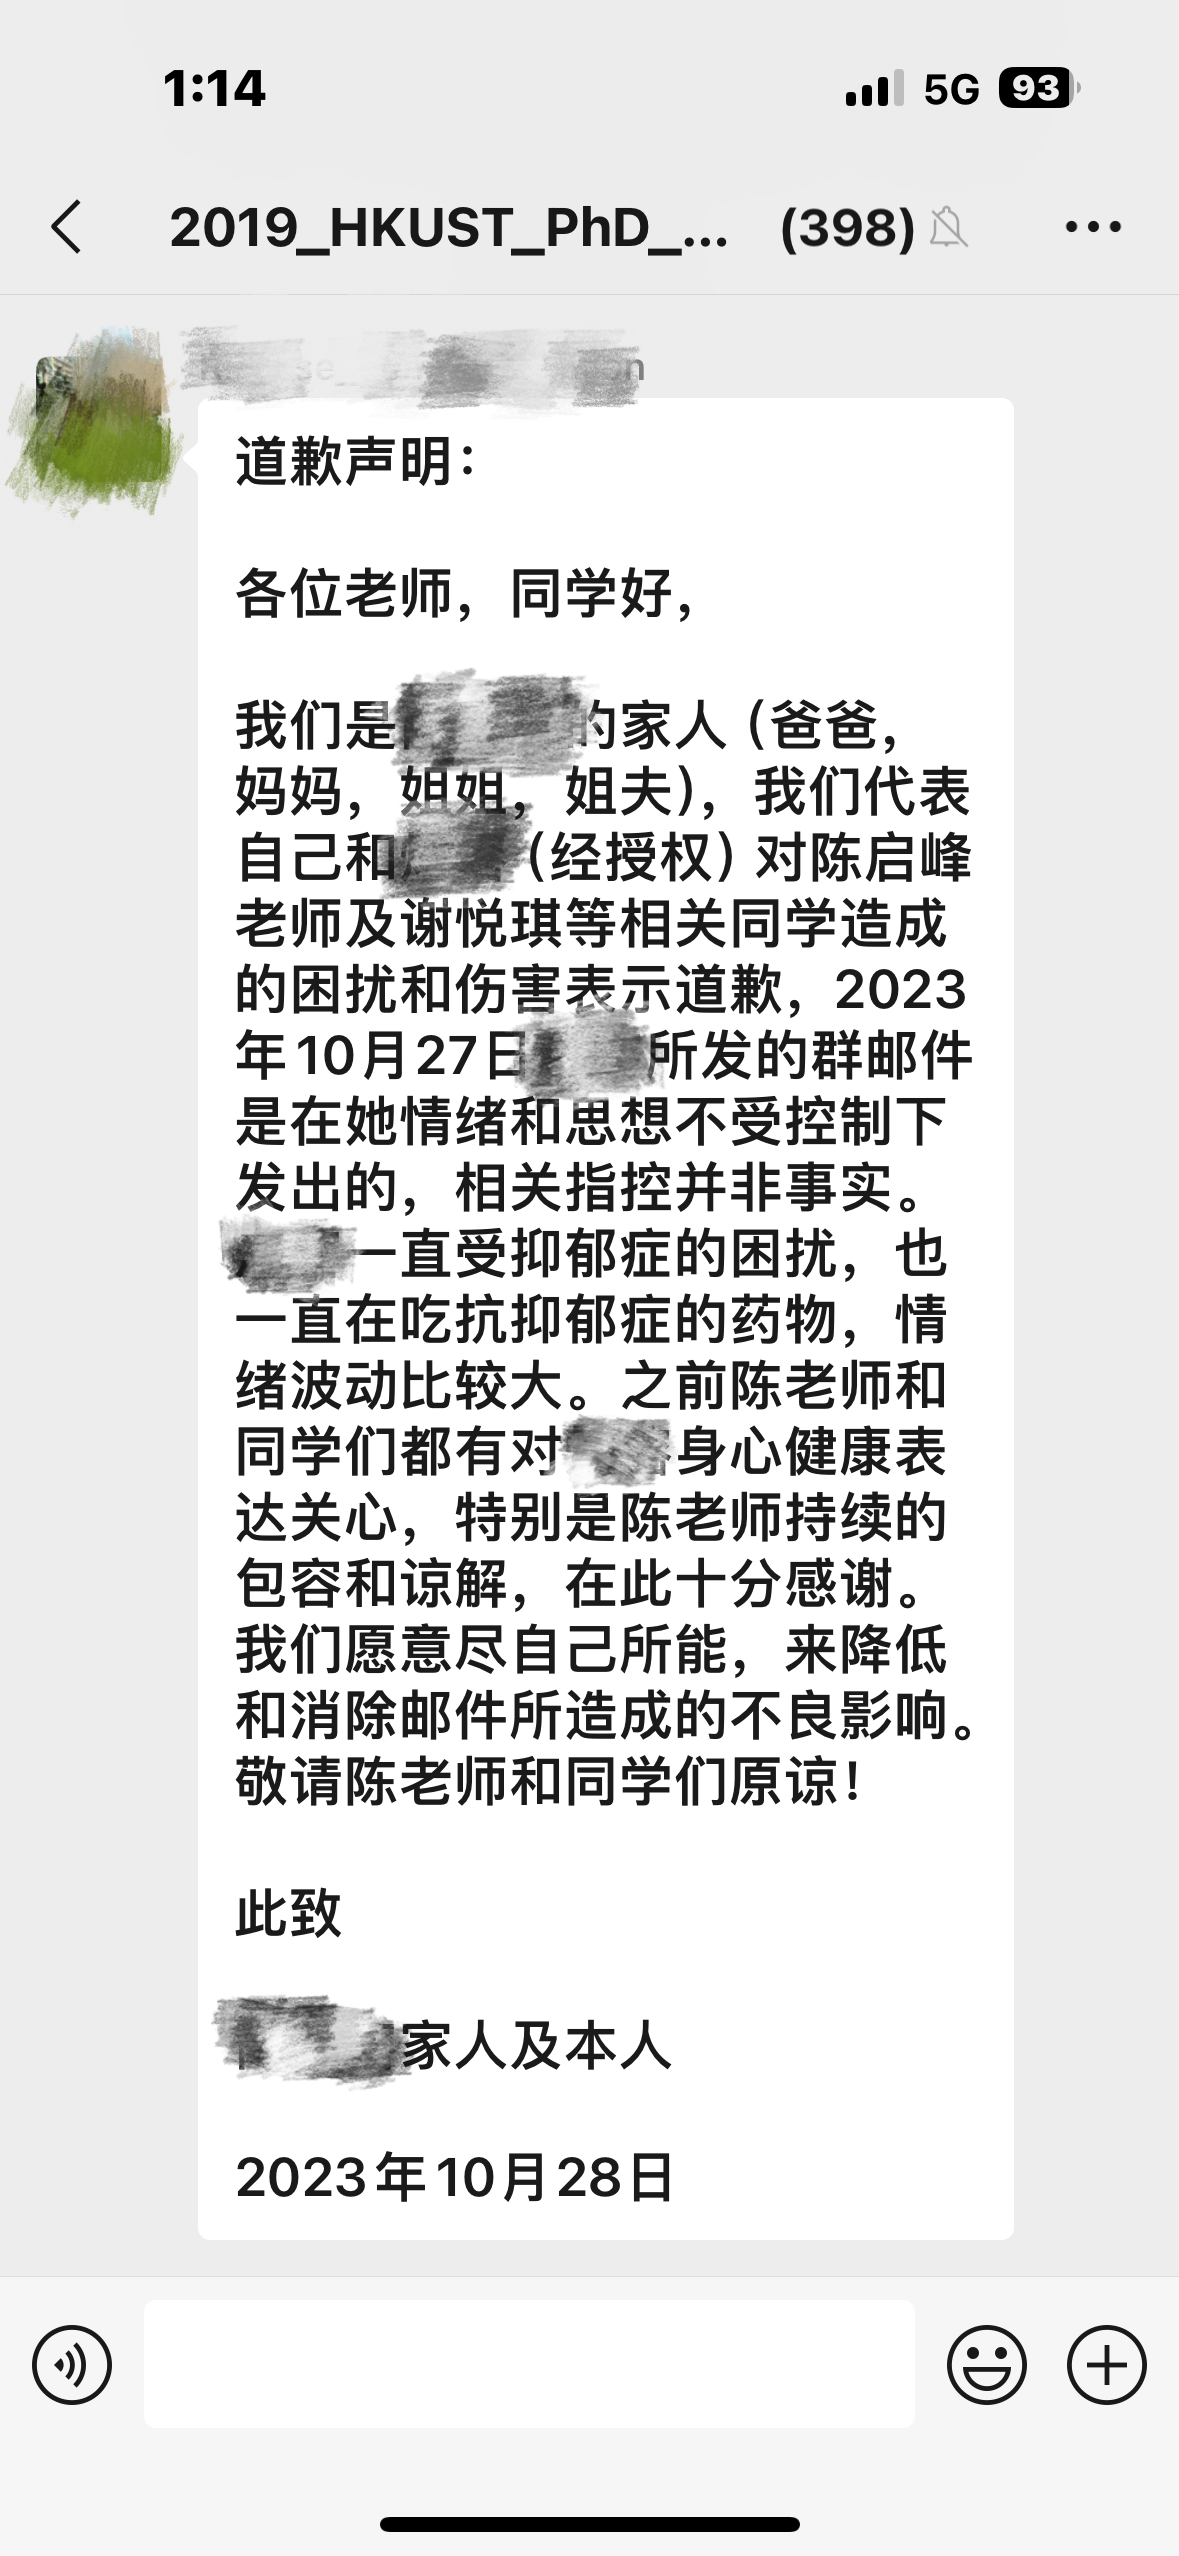 1:14
5G 93
2019_HKUST_PhD_... (398)
n
道歉声明：
各位老师，同学好，
我们是 的家人（爸爸，
妈妈，姐姐，姐夫），我们代表
自己和 （经授权）对陈启峰
老师及谢悦琪等相关同学造成
的困扰和伤害表示道歉，2023
年10月27日 所发的群邮件
是在她情绪和思想不受控制下
发出的，相关指控并非事实。
一直受抑郁症的困扰，也
一直在吃抗抑郁症的药物，情
绪波动比较大。之前陈老师和
同学们都有对 身心健康表
达关心，特别是陈老师持续的
包容和谅解，在此十分感谢。
我们愿意尽自己所能，来降低
和消除邮件所造成的不良影响。
敬请陈老师和同学们原谅！
此致
家人及本人
2023年10月28日